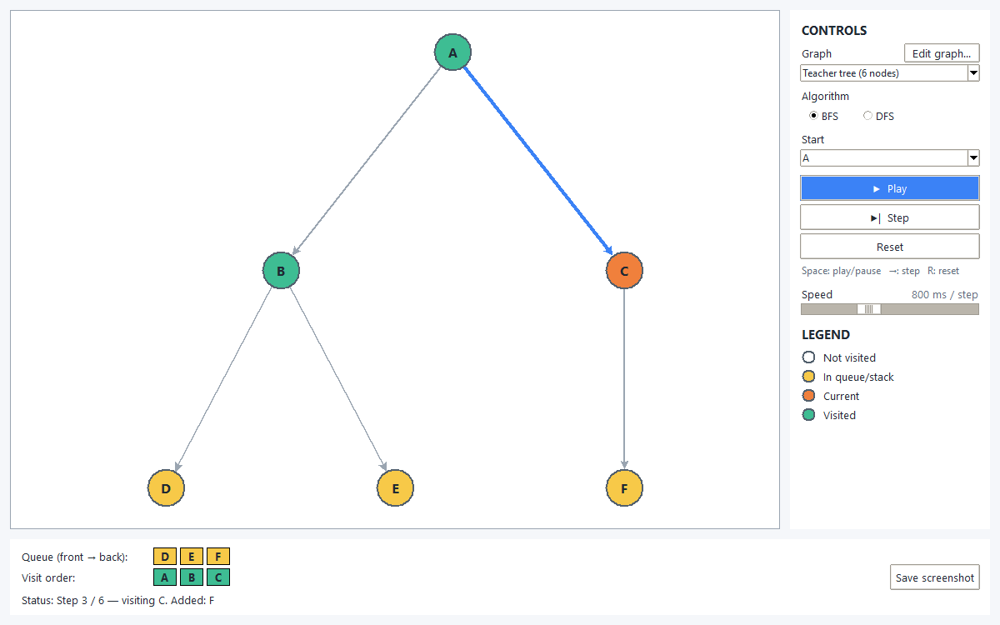 A
B
C
D
E
F
CONTROLS
Graph
Edit graph...
Teacher tree (6 nodes)
Algorithm
BFS DFS
Start
A
► Play
►| Step
Reset
Space: play/pause →: step R: reset
Speed 800 ms / step
LEGEND
Not visited
In queue/stack
Current
Visited
Queue (front → back): D E F
Visit order: A B C
Status: Step 3 / 6 — visiting C. Added: F
Save screenshot